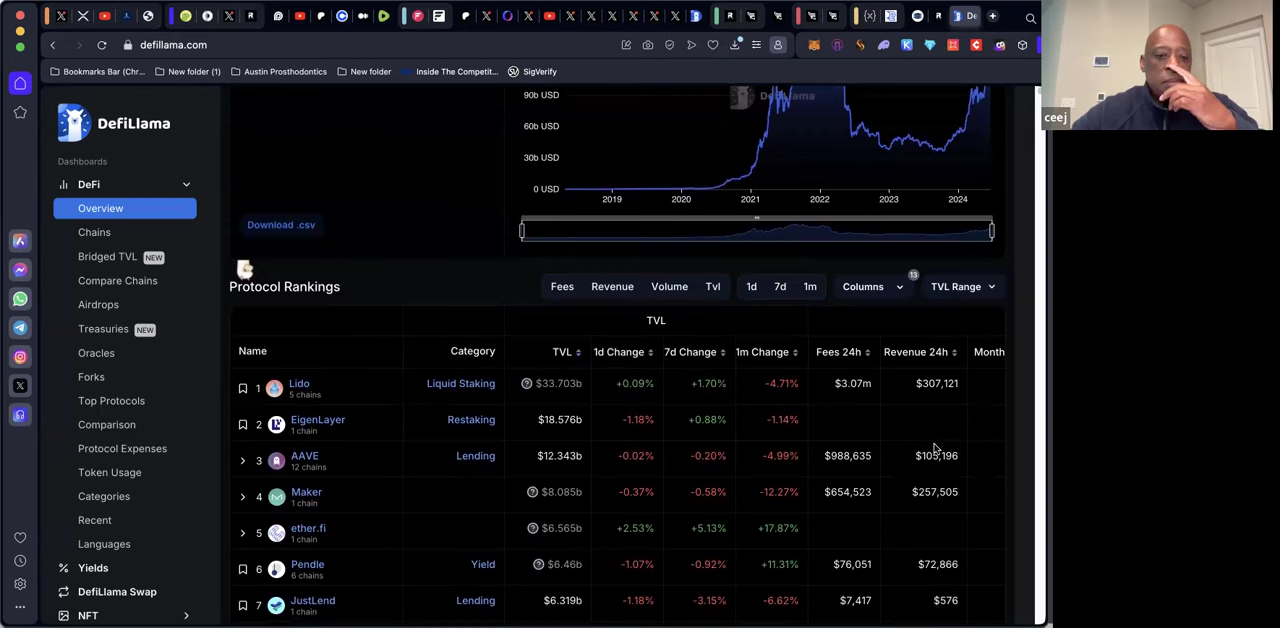 De
defillama.com
Bookmarks Bar (Chr...
New folder (1)
Austin Prosthodontics
New folder
Inside The Competit...
SigVerify
ceej
DefiLlama
Dashboards
DeFi
Overview
Chains
Bridged TVL NEW
Compare Chains
Airdrops
Treasuries NEW
Oracles
Forks
Top Protocols
Comparison
Protocol Expenses
Token Usage
Categories
Recent
Languages
Yields
DefiLlama Swap
NFT
DefiLlama
90b USD
60b USD
30b USD
0 USD
2019 2020 2021 2022 2023 2024
Download .csv
Protocol Rankings
Fees Revenue Volume Tvl
1d 7d 1m
Columns 13
TVL Range
TVL
Name Category TVL 1d Change 7d Change 1m Change Fees 24h Revenue 24h Month
1 Lido Liquid Staking $33.703b +0.09% +1.70% -4.71% $3.07m $307,121
5 chains
2 EigenLayer Restaking $18.576b -1.18% +0.88% -1.14%
1 chain
3 AAVE Lending $12.343b -0.02% -0.20% -4.99% $988,635
12 chains
4 Maker $8.085b -0.37% -0.58% -12.27% $654,523 $257,505
1 chain
5 ether.fi $6.565b +2.53% +5.13% +17.87%
1 chain
6 Pendle Yield $6.46b -1.07% -0.92% +11.31% $76,051 $72,866
6 chains
7 JustLend Lending $6.319b -1.18% -3.15% -6.62% $7,417 $576
1 chain